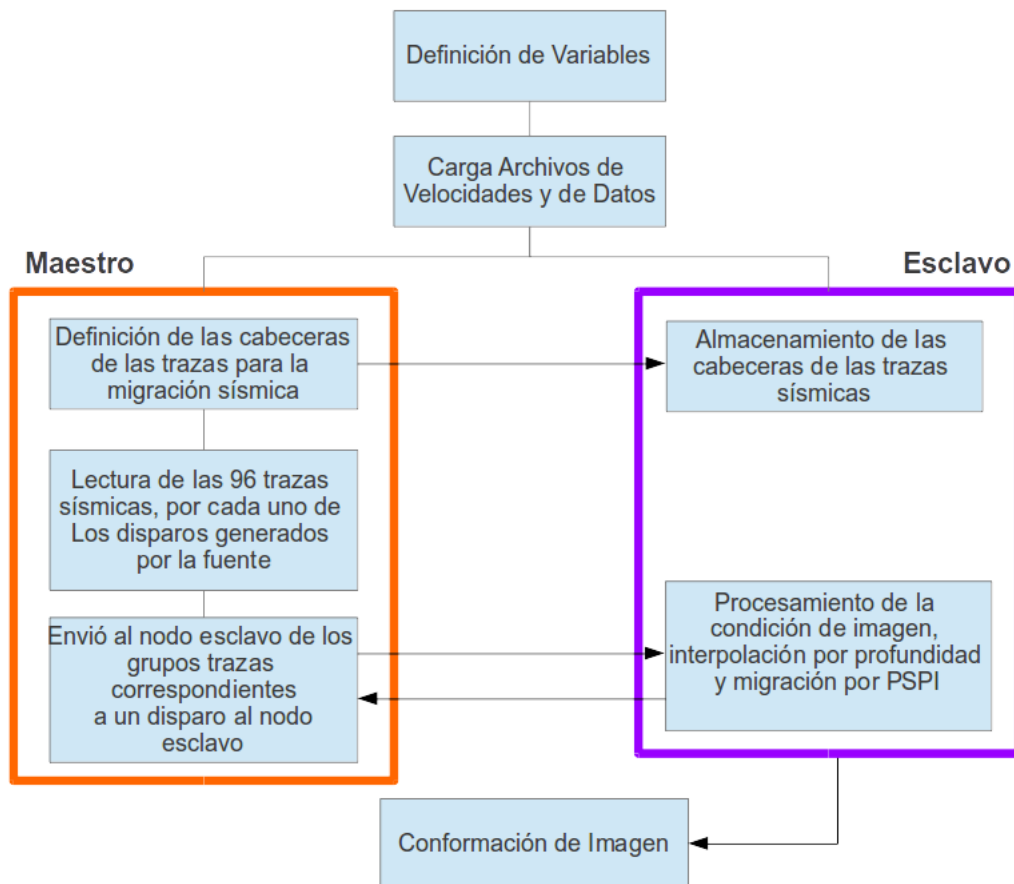 Definición de Variables
Carga Archivos de
Velocidades y de Datos
Maestro
Esclavo
Definición de las cabeceras
de las trazas para la
migración sísmica
Almacenamiento de las
cabeceras de las trazas
sísmicas
Lectura de las 96 trazas
sísmicas, por cada uno de
Los disparos generados
por la fuente
Envió al nodo esclavo de los
grupos trazas
correspondientes
a un disparo al nodo
esclavo
Procesamiento de la
condición de imagen,
interpolación por profundidad
y migración por PSPI
Conformación de Imagen